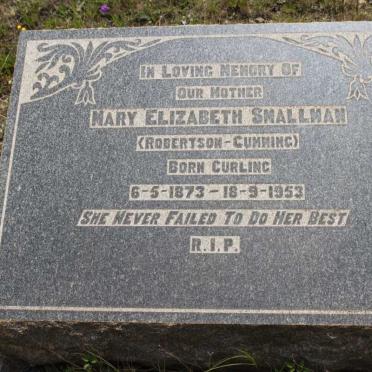 In Loving Memory Of
Our Mother
Mary Elizabeth Smallman
(Robertson-Cumming)
Born Curling
6-5-1873 - 18-9-1953
She Never Failed To Do Her Best
R.I.P.